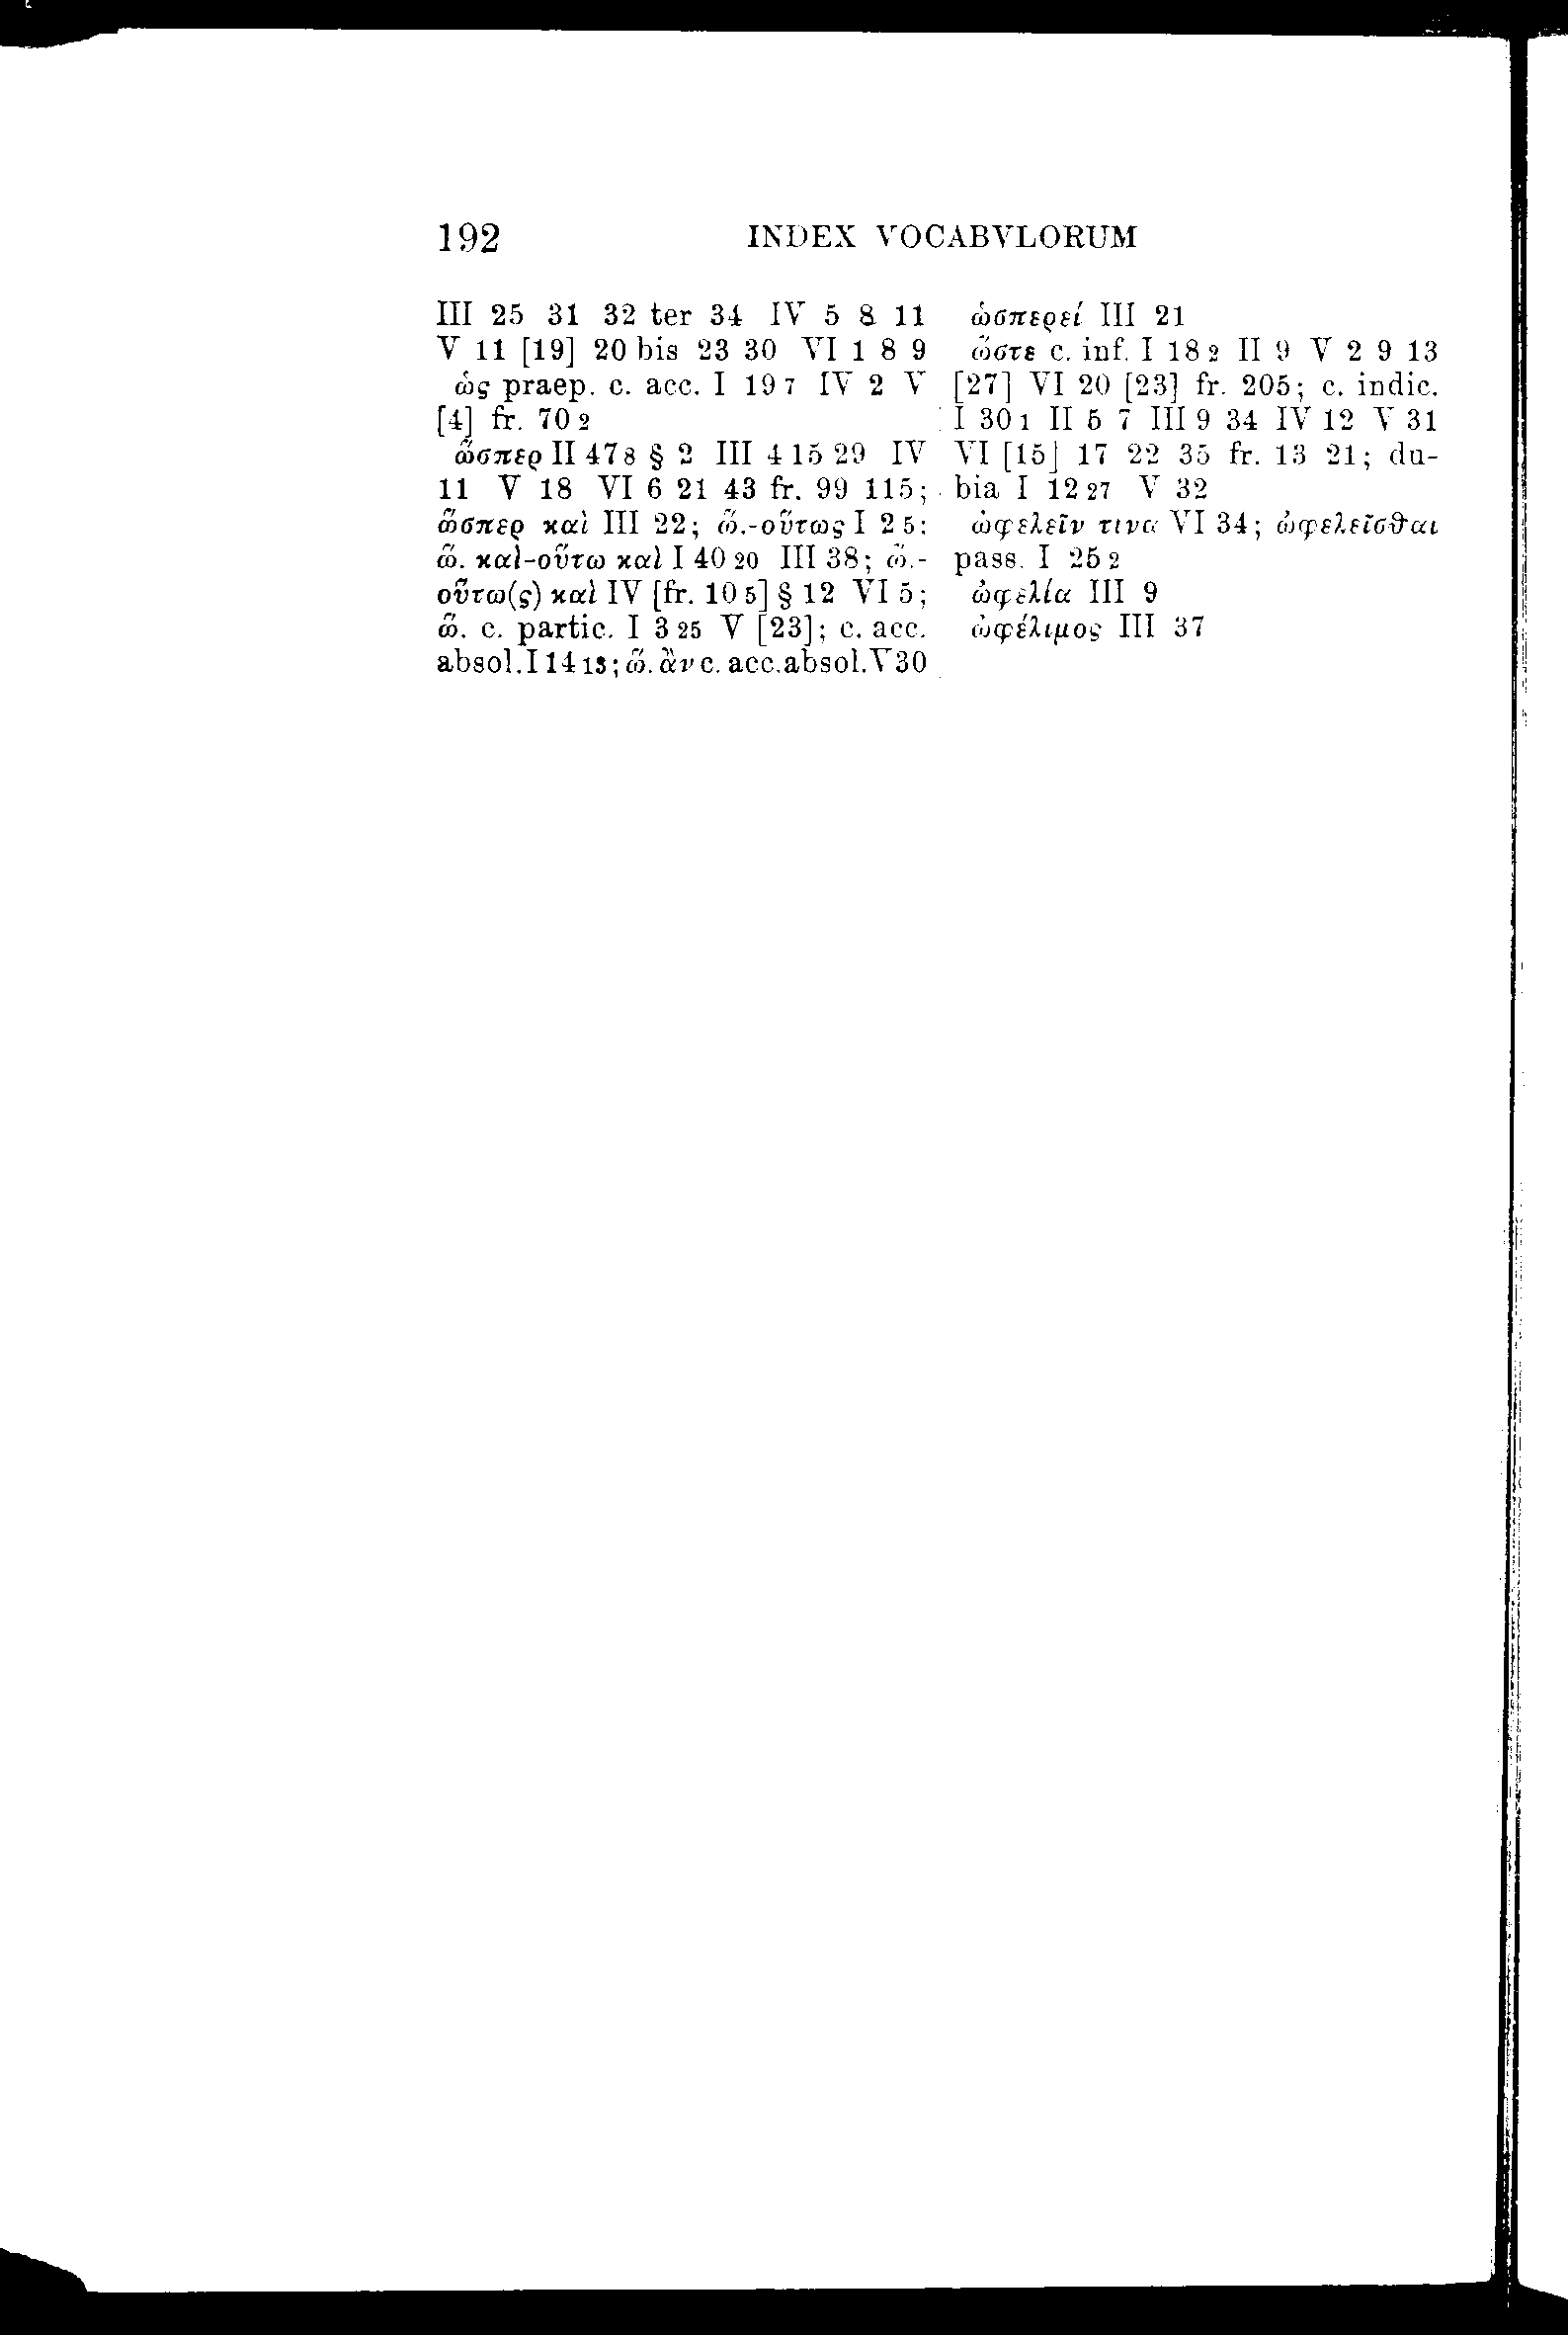 192 INDEX VOCABVLORUM
III 25 31 32 ter 34 IV 5 8 11
V 11 [19] 20 bis 23 30 VI 1 8 9
ὡς praep. c. acc. I 19 7 IV 2 V
[4] fr. 70 2
ὥσπερ II 47 8 § 2 III 4 15 29 IV
11 V 18 VI 6 21 43 fr. 99 115;
ὥσπερ καὶ III 22; ὥ.-οὕτως I 2 5;
ὥ. καὶ-οὕτω καὶ I 40 20 III 38; ὥ.-
οὕτω(ς) καὶ IV [fr. 10 5] § 12 VI 5;
ὥ. c. partic. I 3 25 V [23]; c. acc.
absol. I 14 13; ὥ. ἂν c. acc. absol. V 30
ὡσπερεί III 21
ὥστε c. inf. I 18 2 II 9 V 2 9 13
[27] VI 20 [23] fr. 205; c. indic.
I 30 1 II 5 7 III 9 34 IV 12 V 31
VI [15] 17 22 35 fr. 13 21; du-
bia I 12 27 V 32
ὠφελεῖν τινα VI 34; ὠφελεῖσθαι
pass. I 25 2
ὠφελία III 9
ὠφέλιμος III 37